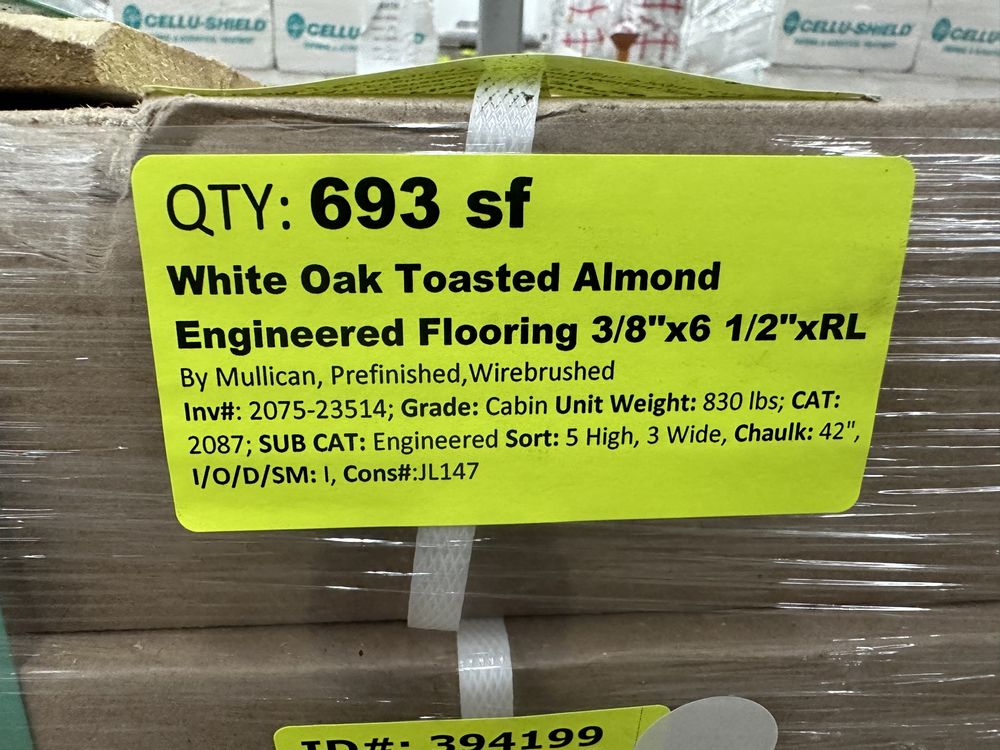 CELLU-SHIELD
CELLU
CELLU-SHIELD
CELLU
QTY: 693 sf
White Oak Toasted Almond
Engineered Flooring 3/8"x6 1/2"xRL
By Mullican, Prefinished,Wirebrushed
Inv#: 2075-23514; Grade: Cabin Unit Weight: 830 lbs; CAT:
2087; SUB CAT: Engineered Sort: 5 High, 3 Wide, Chaulk: 42",
I/O/D/SM: I, Cons#:JL147
ID#: 394199